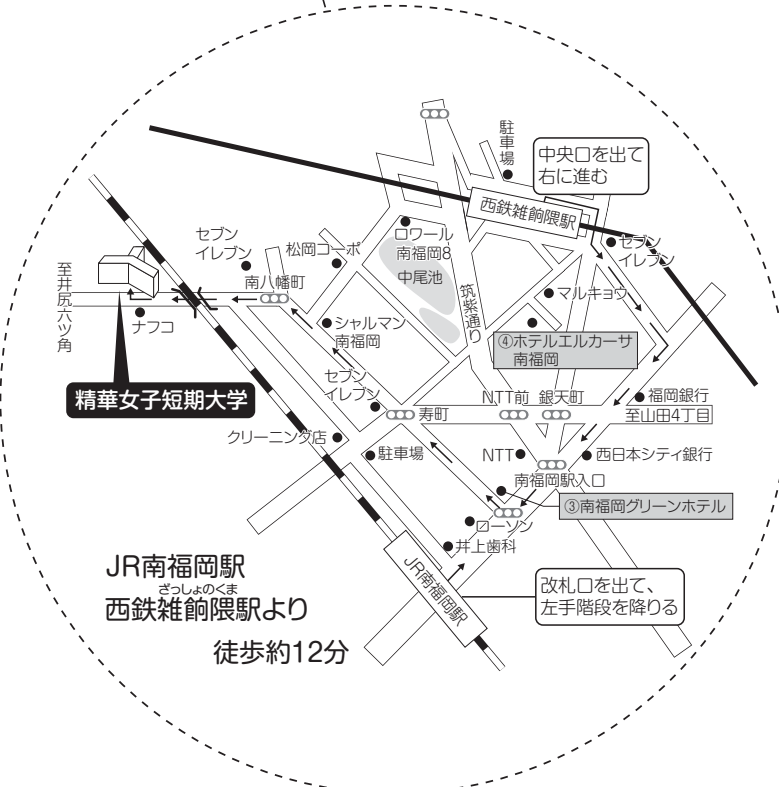 駐車場
中央口を出て
右に進む
西鉄雑餉隈駅
セブン
イレブン
ロワール
南福岡8
中尾池
松岡コーポ
セブン
イレブン
南八幡町
至井尻六ツ角
ナフコ
筑紫通り
マルキョウ
シャルマン
南福岡
④ホテルエルカーサ
南福岡
精華女子短期大学
セブン
イレブン
寿町
NTT前
銀天町
福岡銀行
至山田4丁目
クリーニング店
駐車場
NTT
西日本シティ銀行
南福岡駅入口
③南福岡グリーンホテル
ローソン
井上歯科
JR南福岡駅
改札口を出て、
左手階段を降りる
JR南福岡駅
ざっしょのくま
西鉄雑餉隈駅より
徒歩約12分